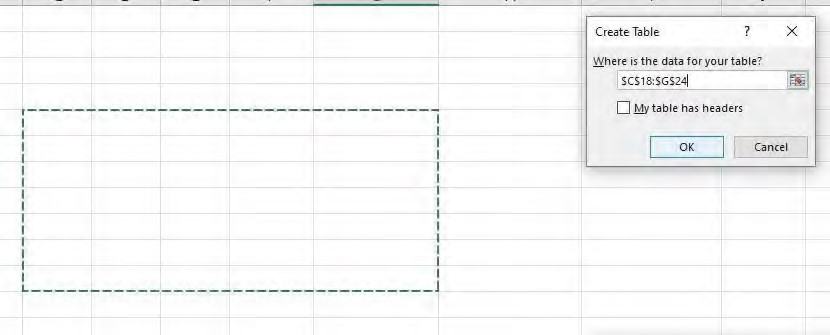 Create Table
?
Where is the data for your table?
$C$18:$G$24
My table has headers
OK
Cancel